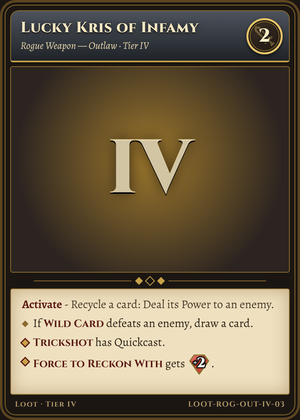 Lucky Kris of Infamy
2
Rogue Weapon — Outlaw · Tier IV
IV
Activate - Recycle a card: Deal its Power to an enemy.
If Wild Card defeats an enemy, draw a card.
Trickshot has Quickcast.
Force to Reckon With gets -2.
Loot · Tier IV
LOOT-ROG-OUT-IV-03